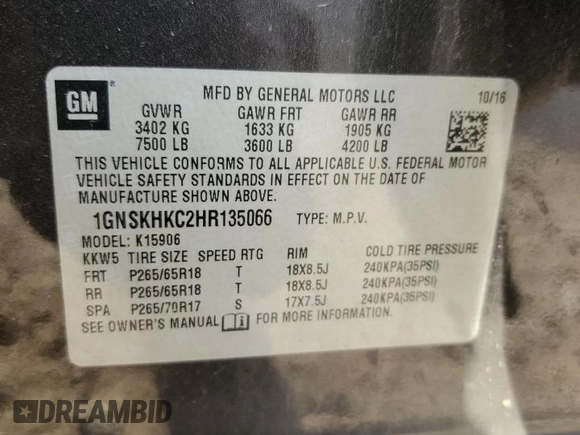 GM
MFD BY GENERAL MOTORS LLC 10/16
GVWR GAWR FRT GAWR RR
3402 KG 1633 KG 1905 KG
7500 LB 3600 LB 4200 LB
THIS VEHICLE CONFORMS TO ALL APPLICABLE U.S. FEDERAL MOTOR
VEHICLE SAFETY STANDARDS IN EFFECT ON THE DATE OF
MANUFACTURE SHOWN ABOVE.
1GNSKHKC2HR135066 TYPE: M.P.V.
MODEL: K15906
KKW5 TIRE SIZE SPEED RTG RIM COLD TIRE PRESSURE
FRT P265/65R18 T 18X8.5J 240KPA(35PSI)
RR P265/65R18 T 18X8.5J 240KPA(35PSI)
SPA P265/70R17 S 17X7.5J 240KPA(35PSI)
SEE OWNER'S MANUAL FOR MORE INFORMATION.
DREAMBID